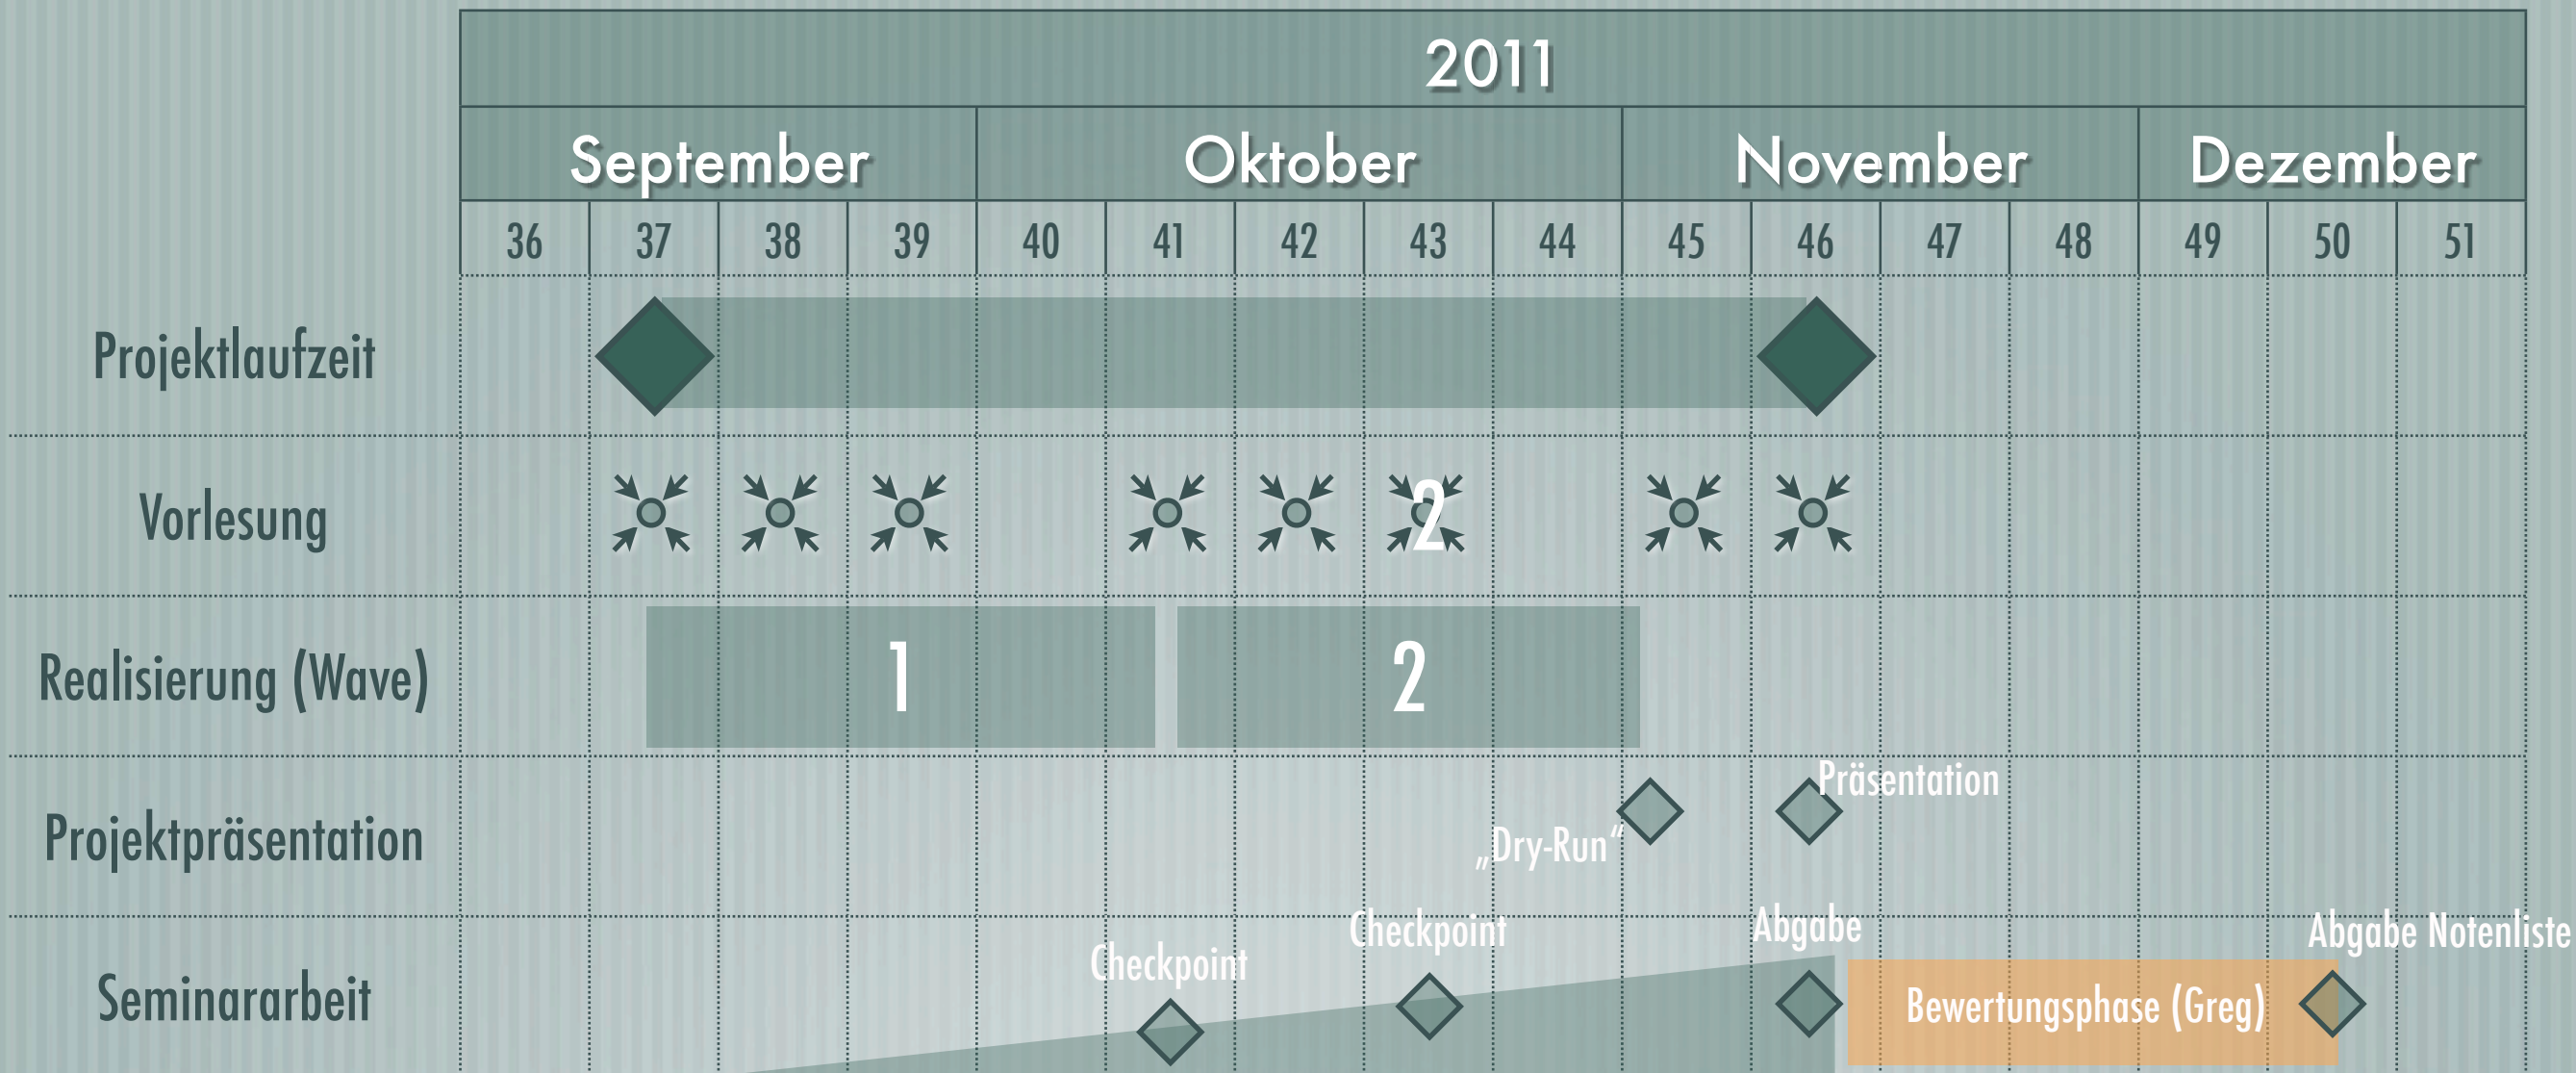 2011
September Oktober November Dezember
36 37 38 39 40 41 42 43 44 45 46 47 48 49 50 51
Projektlaufzeit
Vorlesung 2
Realisierung (Wave) 1 2
Präsentation
Projektpräsentation
„Dry-Run“
Checkpoint Checkpoint Abgabe Abgabe Notenliste
Seminararbeit Bewertungsphase (Greg)